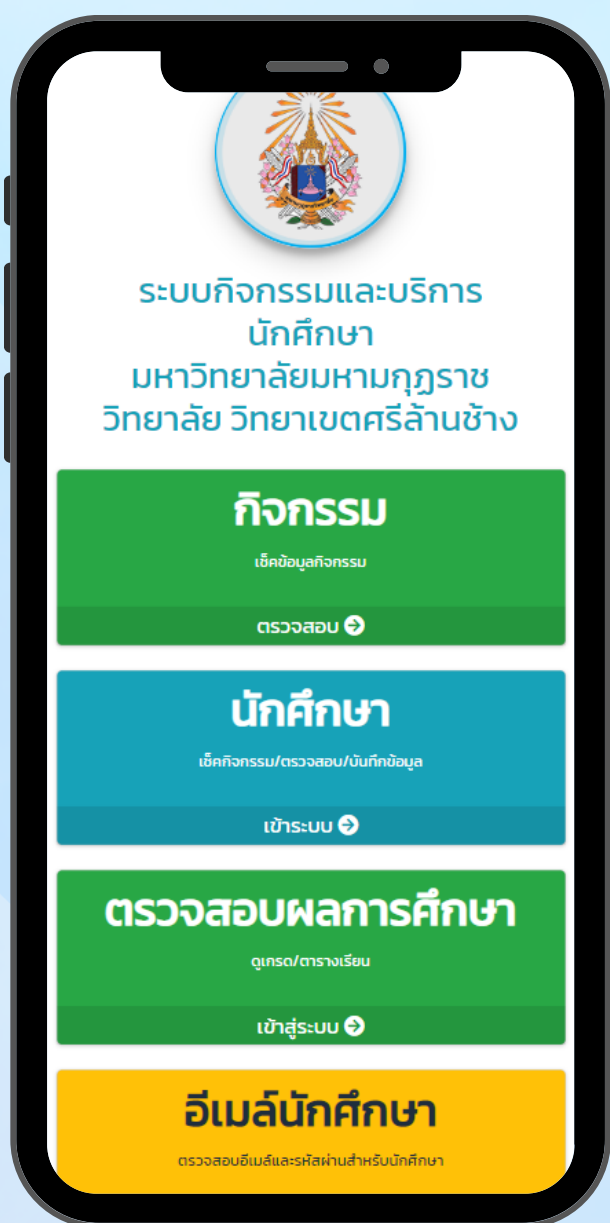 ระบบกิจกรรมและบริการ
นักศึกษา
มหาวิทยาลัยมหามกุฏราช
วิทยาลัย วิทยาเขตศรีล้านช้าง
กิจกรรม
เช็คข้อมูลกิจกรรม
ตรวจสอบ
นักศึกษา
เช็คกิจกรรม/ตรวจสอบ/บันทึกข้อมูล
เข้าระบบ
ตรวจสอบผลการศึกษา
ดูเกรด/ตารางเรียน
เข้าสู่ระบบ
อีเมล์นักศึกษา
ตรวจสอบอีเมล์และรหัสผ่านสำหรับนักศึกษา